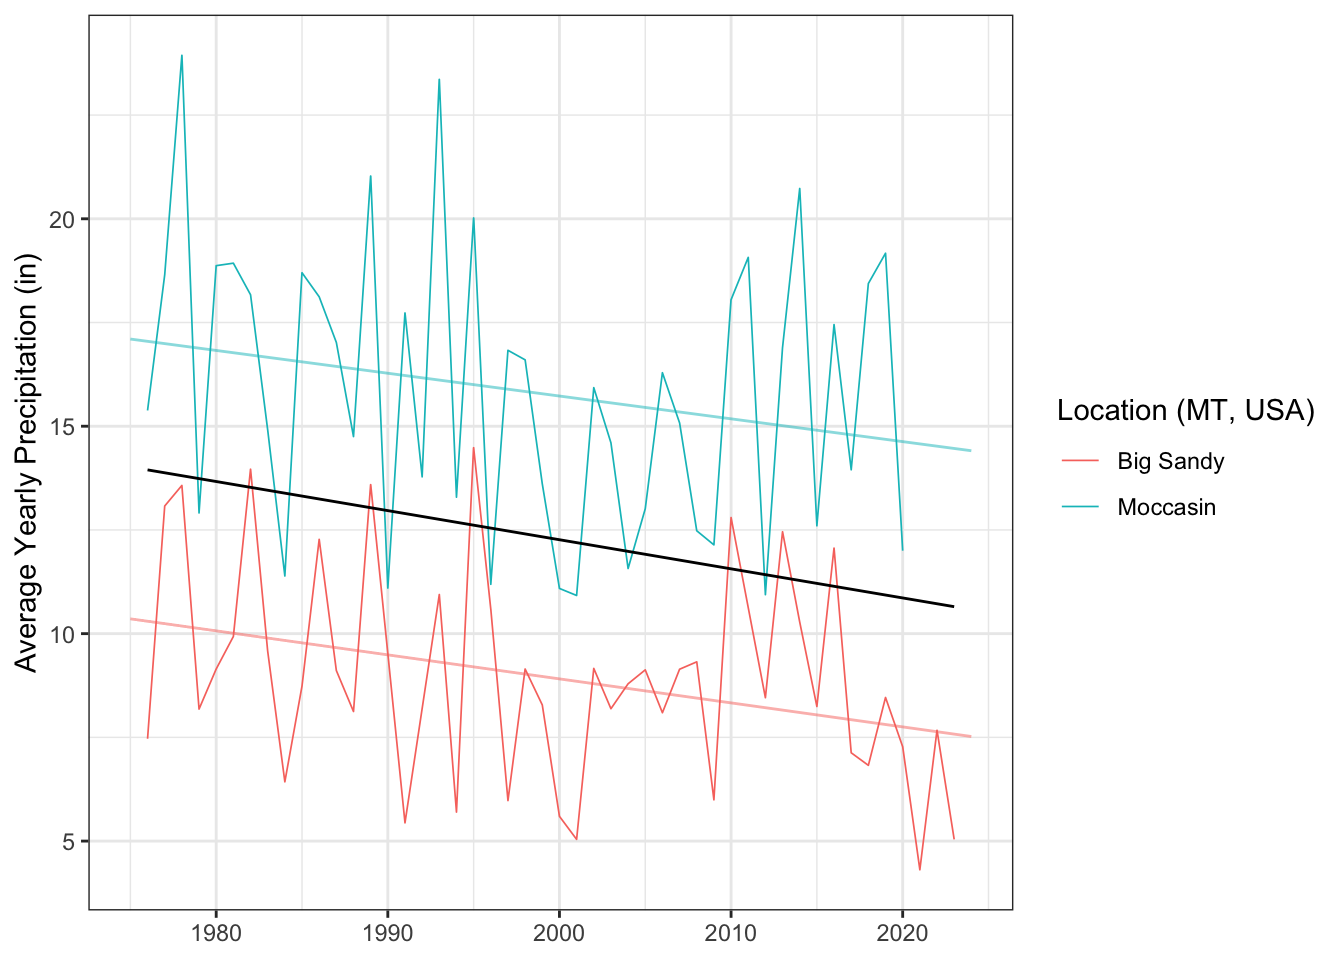 Average Yearly Precipitation (in)
20
15
10
5
1980
1990
2000
2010
2020
Location (MT, USA)
Big Sandy
Moccasin